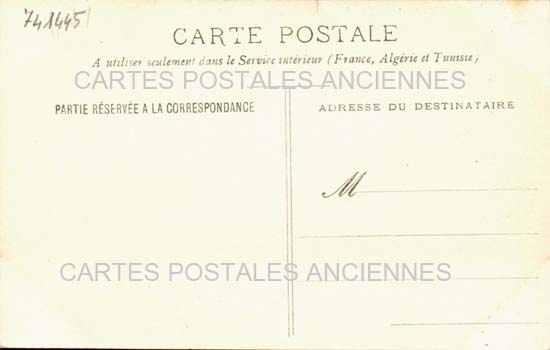 741445
CARTE POSTALE
A utiliser seulement dans le Service intérieur (France, Algérie et Tunisie)
CARTES POSTALES ANCIENNES
PARTIE RÉSERVÉE A LA CORRESPONDANCE
ADRESSE DU DESTINATAIRE
M
CARTES POSTALES ANCIENNES